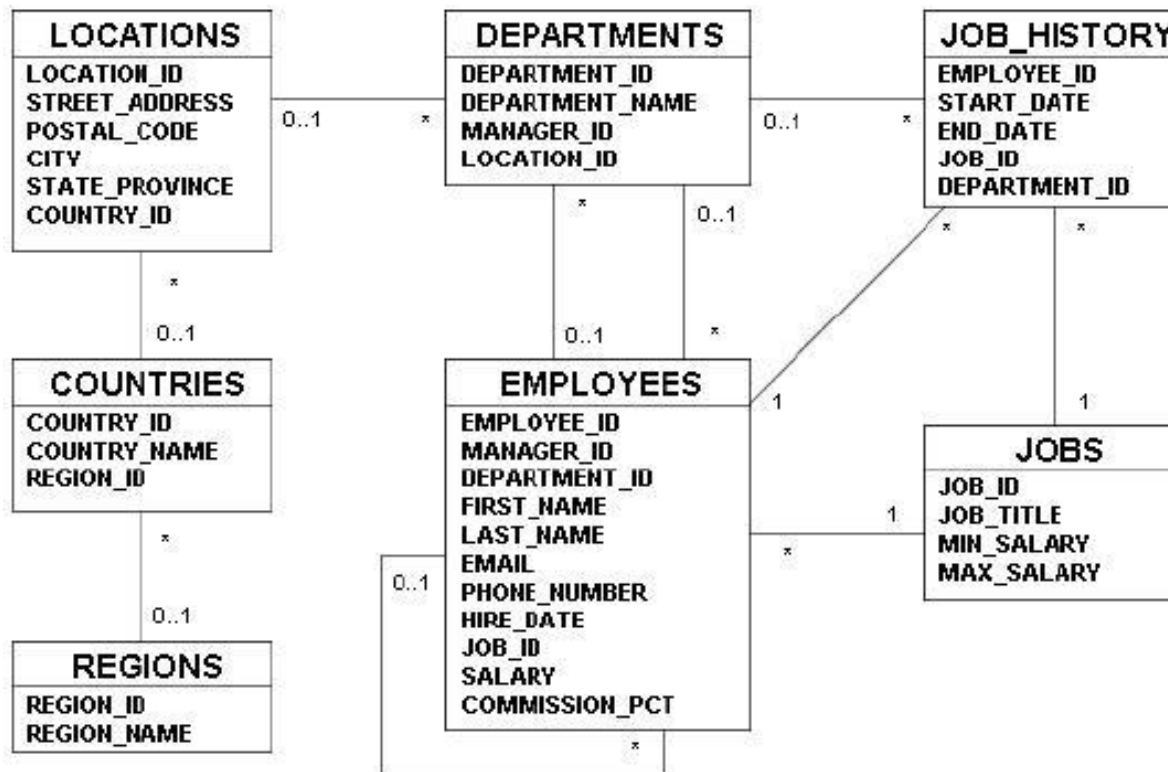 LOCATIONS
LOCATION_ID
STREET_ADDRESS
POSTAL_CODE
CITY
STATE_PROVINCE
COUNTRY_ID
0..1
*
DEPARTMENTS
DEPARTMENT_ID
DEPARTMENT_NAME
MANAGER_ID
LOCATION_ID
0..1
*
JOB_HISTORY
EMPLOYEE_ID
START_DATE
END_DATE
JOB_ID
DEPARTMENT_ID
*
0..1
*
0..1
0..1
*
*
1
*
1
COUNTRIES
COUNTRY_ID
COUNTRY_NAME
REGION_ID
*
0..1
EMPLOYEES
EMPLOYEE_ID
MANAGER_ID
DEPARTMENT_ID
FIRST_NAME
LAST_NAME
EMAIL
PHONE_NUMBER
HIRE_DATE
JOB_ID
SALARY
COMMISSION_PCT
0..1
*
*
1
JOBS
JOB_ID
JOB_TITLE
MIN_SALARY
MAX_SALARY
REGIONS
REGION_ID
REGION_NAME